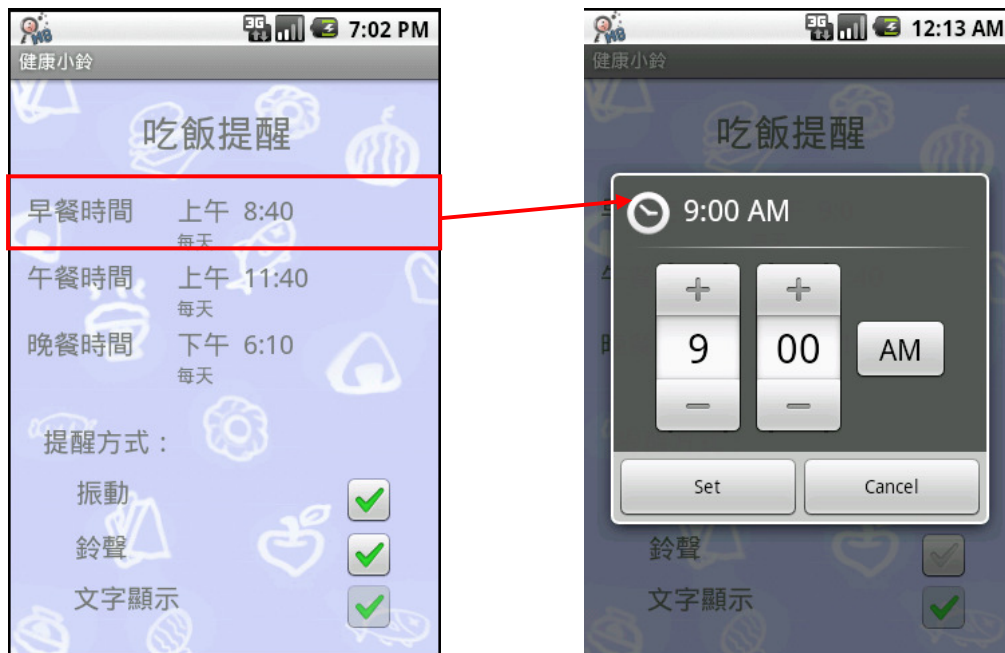 3G 7:02 PM
健康小鈴
吃飯提醒
早餐時間 上午 8:40
每天
午餐時間 上午 11:40
每天
晚餐時間 下午 6:10
每天
提醒方式：
振動
鈴聲
文字顯示
3G 12:13 AM
健康小鈴
吃飯提醒
9:00 AM
9 00 AM
Set Cancel
鈴聲
文字顯示